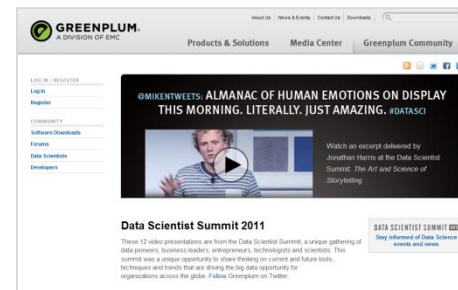 About Us News & Events Contact Us Downloads
GREENPLUM.
A DIVISION OF EMC
Products & Solutions Media Center Greenplum Community
LOG IN / REGISTER
Log In
Register
COMMUNITY
Software Downloads
Forums
Data Scientists
Developers
@MIKENTWEETS: ALMANAC OF HUMAN EMOTIONS ON DISPLAY
THIS MORNING. LITERALLY. JUST AMAZING. #DATASCI
Watch an excerpt delivered by
Jonathan Harris at the Data Scientist
Summit: The Art and Science of
Storytelling
Data Scientist Summit 2011
These 12 video presentations are from the Data Scientist Summit, a unique gathering of
data pioneers, business leaders, entrepreneurs, technologists and scientists. This
summit was a unique opportunity to share thinking on current and future tools,
techniques and trends that are driving the big data opportunity for
organizations across the globe. Follow Greenplum on Twitter.
DATA SCIENTIST SUMMIT
Stay informed of Data Science
events and news